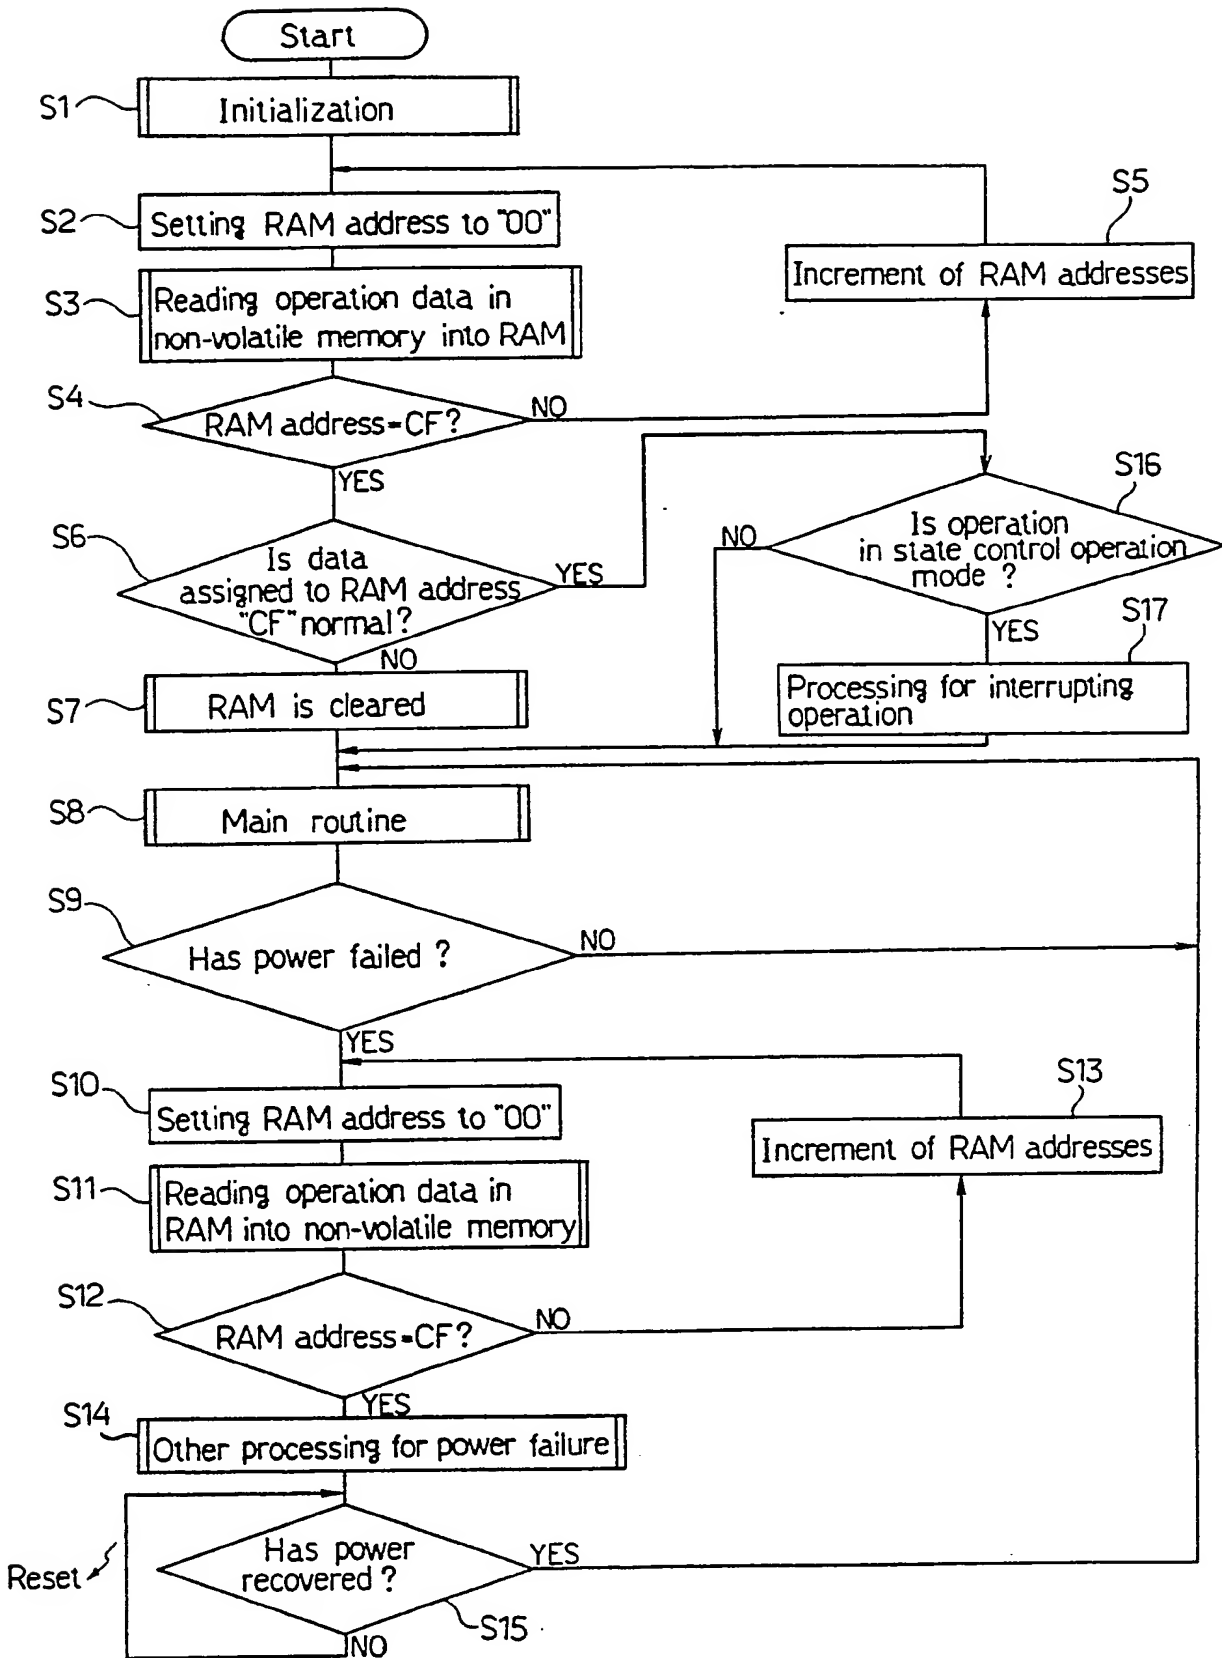 Start
S1
Initialization
S5
S2
Setting RAM address to "00"
Increment of RAM addresses
S3
Reading operation data in
non-volatile memory into RAM
S4
RAM address=CF?
NO
YES
S16
S6
Is operation
in state control operation
mode ?
NO
Is data
assigned to RAM address
"CF" normal?
YES
YES
S17
NO
Processing for interrupting
operation
S7
RAM is cleared
S8
Main routine
S9
Has power failed ?
NO
YES
S10
Setting RAM address to "00"
S13
Increment of RAM addresses
S11
Reading operation data in
RAM into non-volatile memory
S12
RAM address=CF?
NO
YES
S14
Other processing for power failure
Has power
recovered ?
YES
Reset
S15
NO